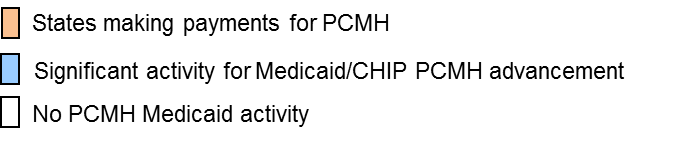 States making payments for PCMH
Significant activity for Medicaid/CHIP PCMH advancement
No PCMH Medicaid activity